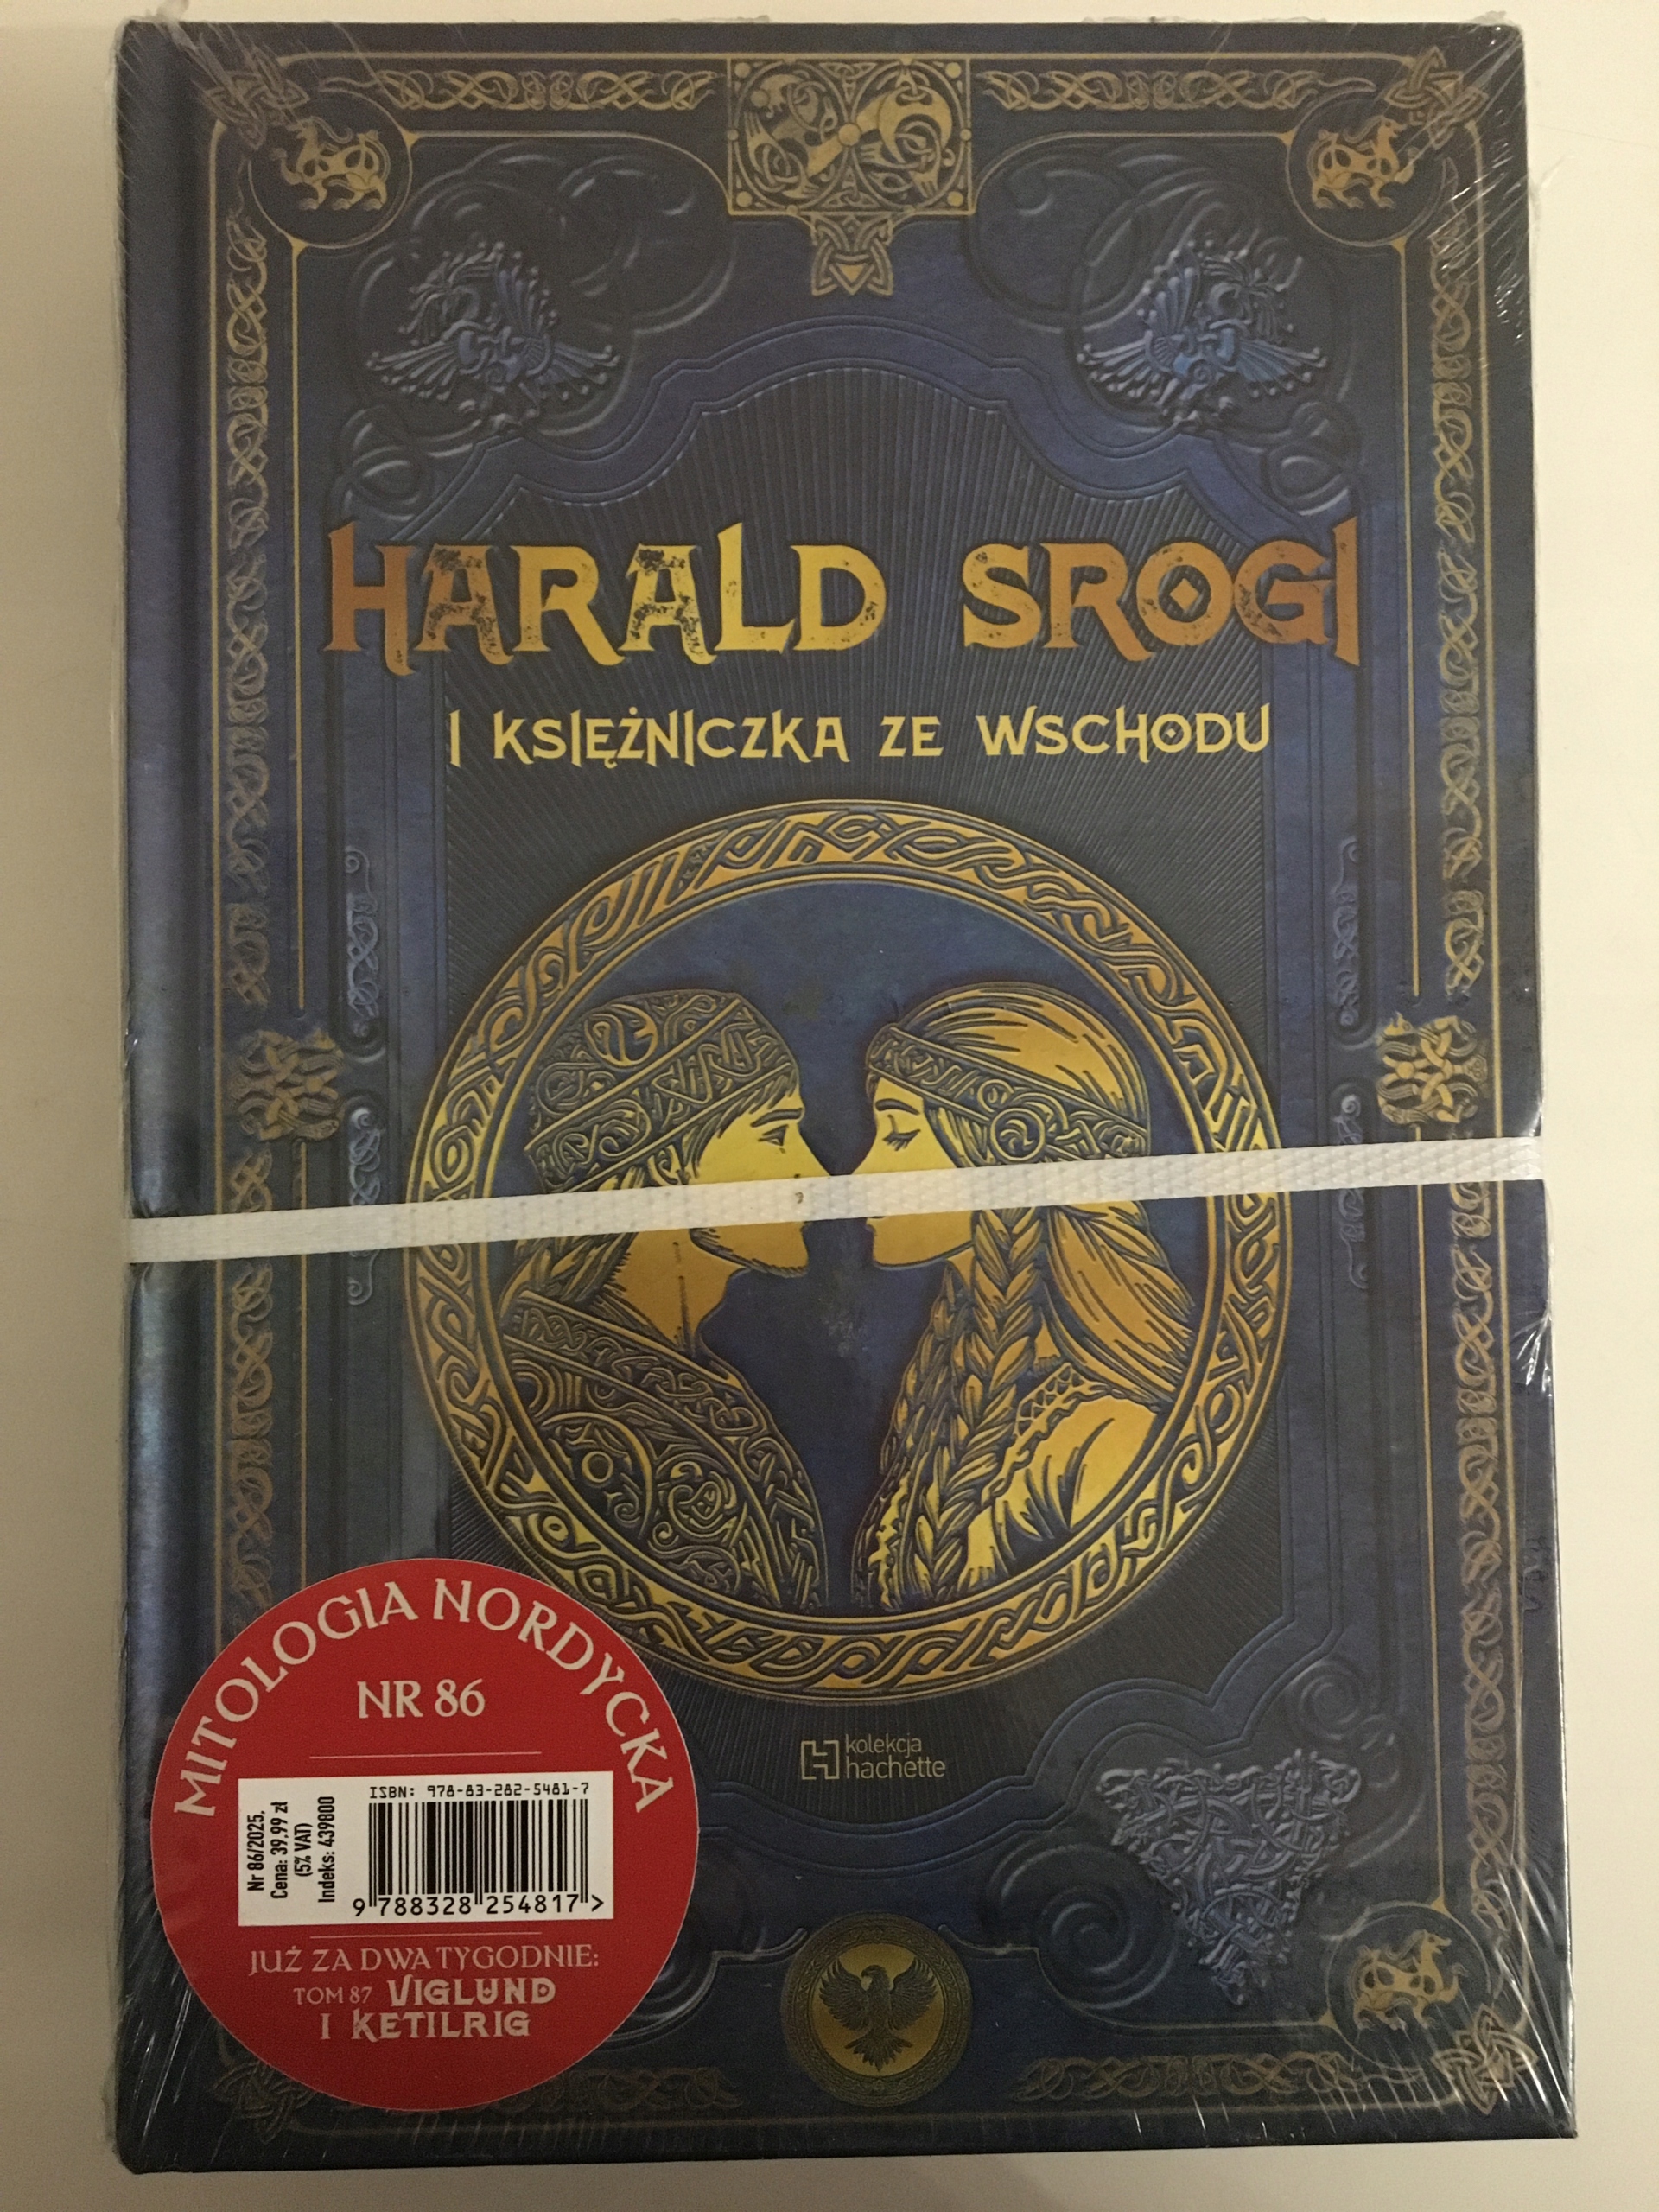 HARALD SROGI
I KSIĘŻNICZKA ZE WSCHODU
kolekcja
hachette
MITOLOGIA NORDYCKA
NR 86
ISBN: 978-83-282-5481-7
Nr 86/2025,
Cena: 39.99 zł
(5% VAT)
Indeks: 439800
9 788328 254817 >
JUŻ ZA DWA TYGODNIE:
TOM 87 VIGLUND
I KETILRIG